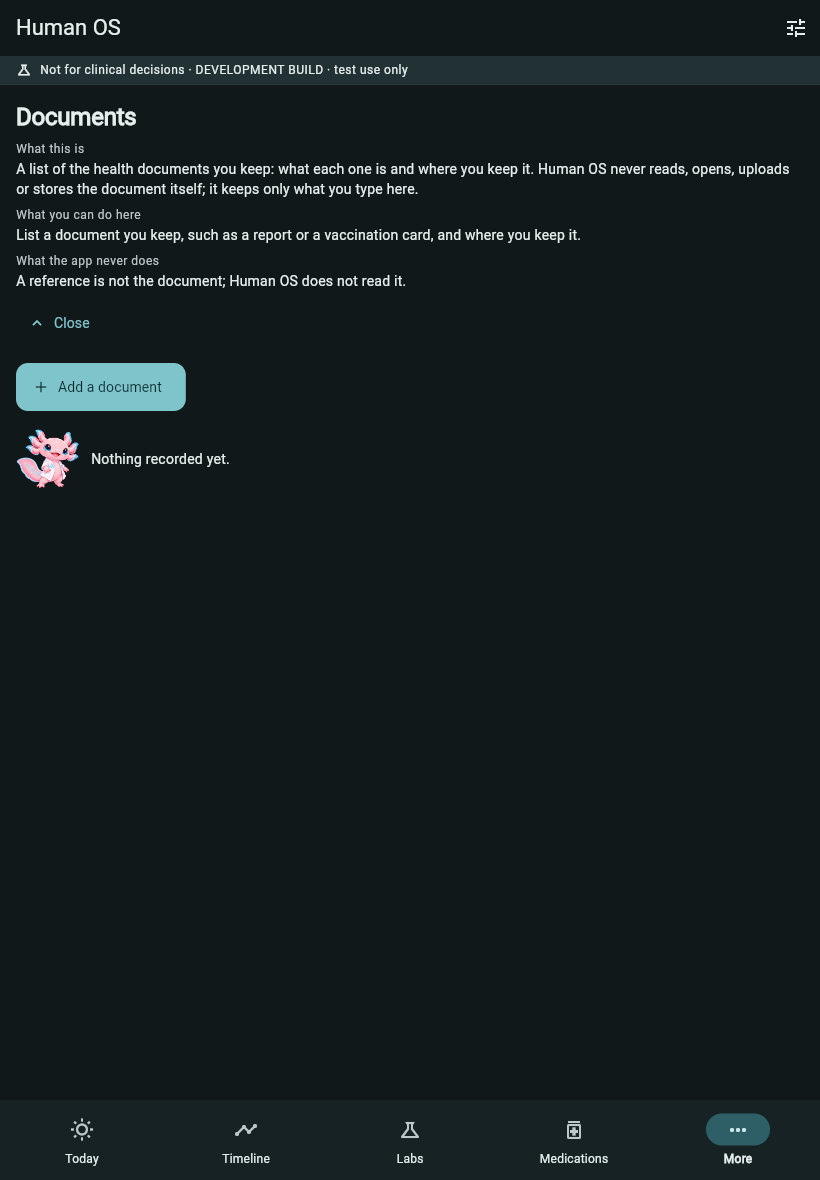 Human OS
Not for clinical decisions · DEVELOPMENT BUILD · test use only
Documents
What this is
A list of the health documents you keep: what each one is and where you keep it. Human OS never reads, opens, uploads
or stores the document itself; it keeps only what you type here.
What you can do here
List a document you keep, such as a report or a vaccination card, and where you keep it.
What the app never does
A reference is not the document; Human OS does not read it.
Close
Add a document
Nothing recorded yet.
Today
Timeline
Labs
Medications
More